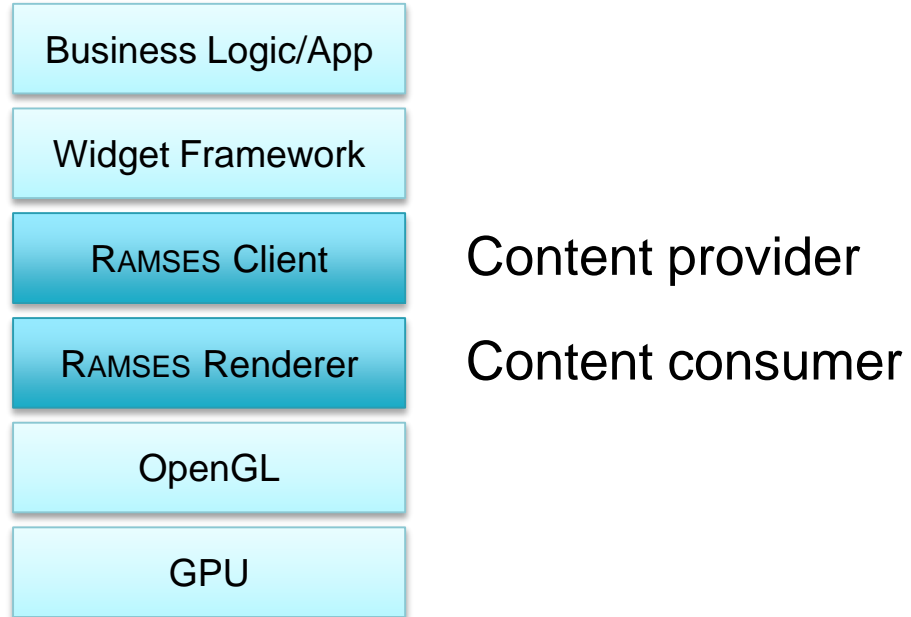 Business Logic/App
Widget Framework
RAMSES Client
Content provider
RAMSES Renderer
Content consumer
OpenGL
GPU